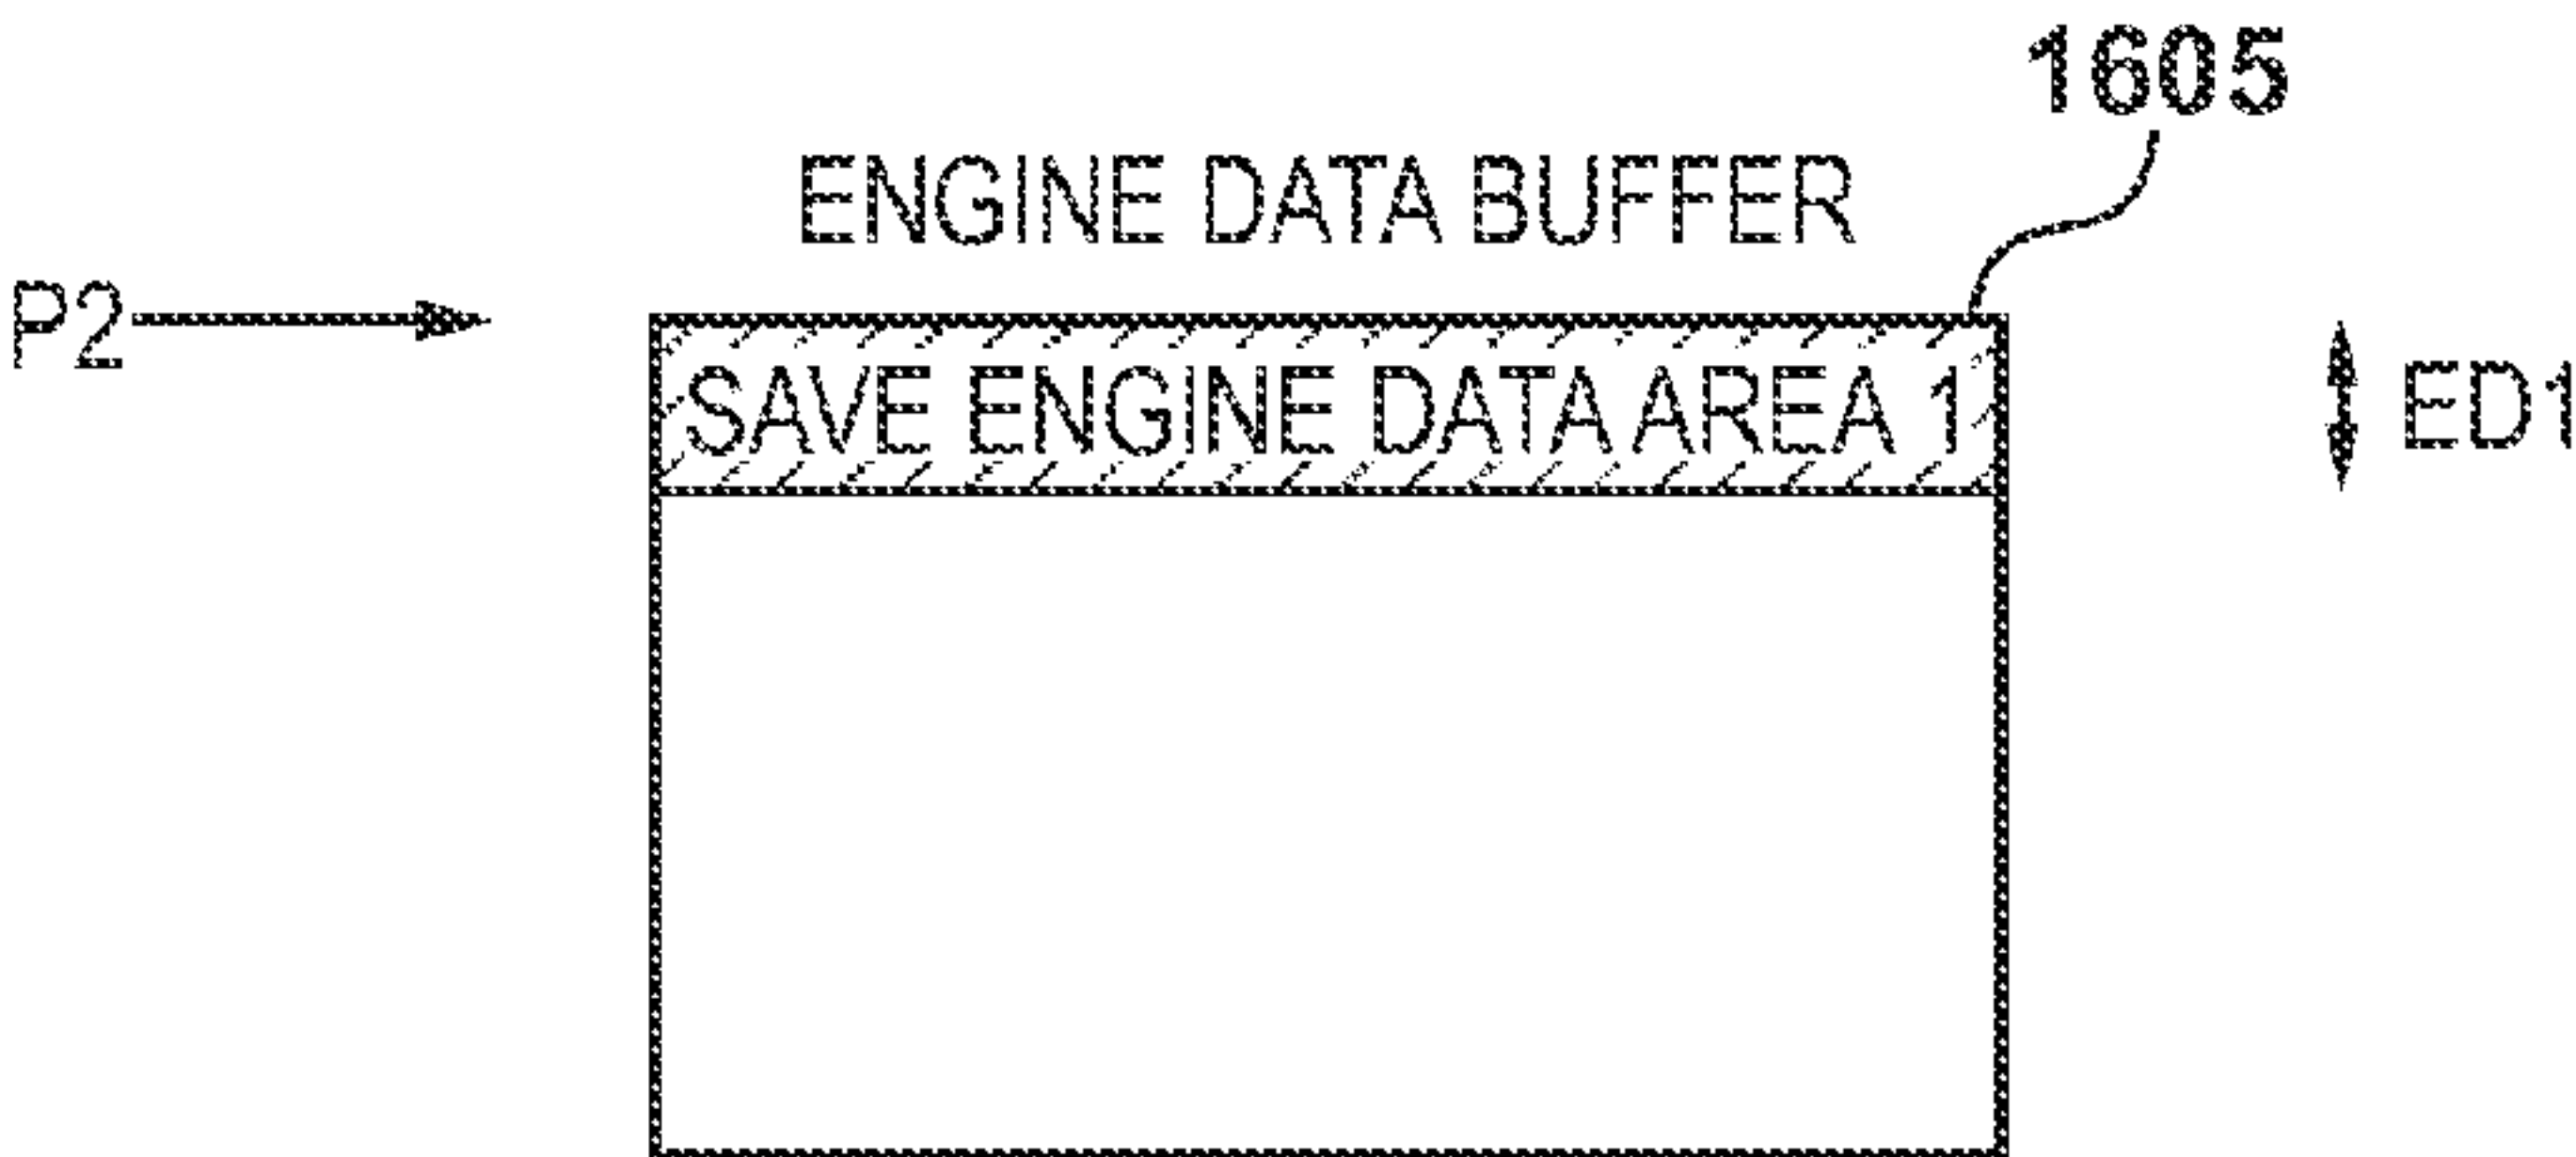 1605
ENGINE DATA BUFFER
P2
SAVE ENGINE DATA AREA 1
ED1